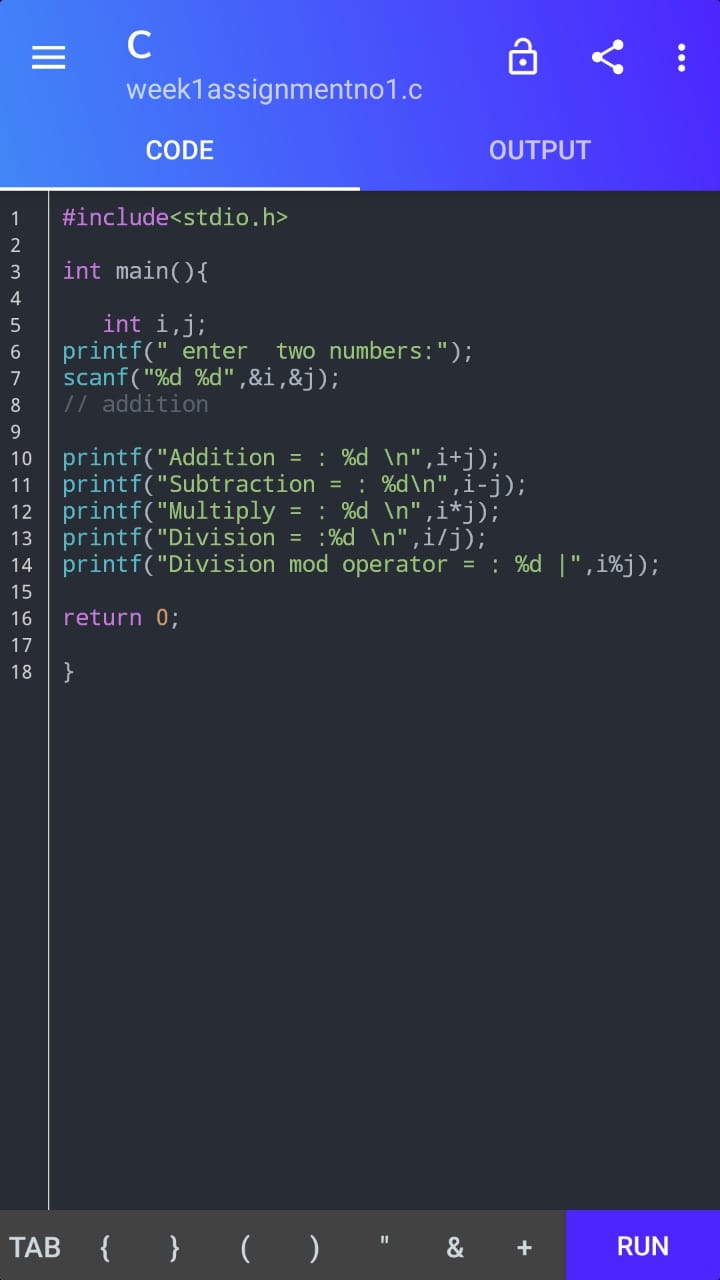 C
week1assignmentno1.c
CODE OUTPUT
1 #include<stdio.h>
2
3 int main(){
4
5    int i,j;
6 printf(" enter  two numbers:");
7 scanf("%d %d",&i,&j);
8 // addition
9
10 printf("Addition = : %d \n",i+j);
11 printf("Subtraction = : %d\n",i-j);
12 printf("Multiply = : %d \n",i*j);
13 printf("Division = :%d \n",i/j);
14 printf("Division mod operator = : %d |",i%j);
15
16 return 0;
17
18 }
TAB { } ( ) " & + RUN